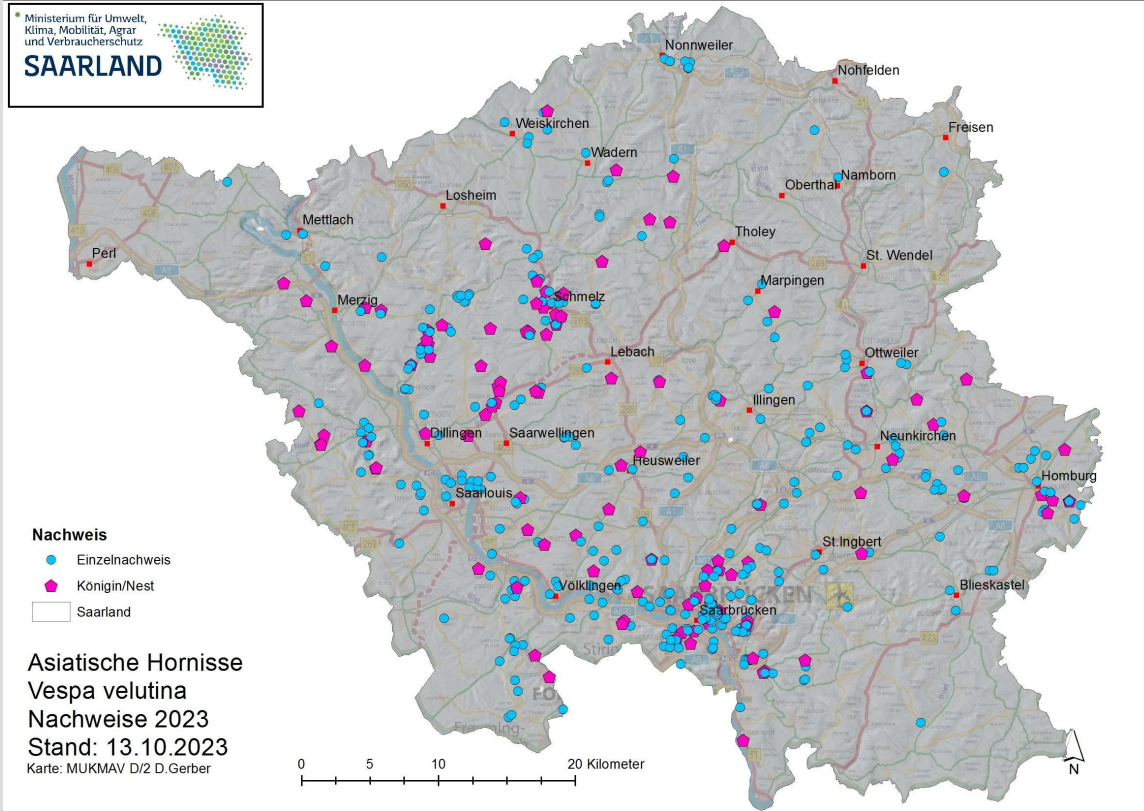 Ministerium für Umwelt,
Klima, Mobilität, Agrar
und Verbraucherschutz
SAARLAND
Nonnweiler
Nohfelden
Freisen
Weiskirchen
Wadern
Namborn
Oberthal
Losheim
Mettlach
Tholey
Perl
St. Wendel
Marpingen
Merzig
Schmelz
Lebach
Ottweiler
Illingen
Dillingen
Saarwellingen
Neunkirchen
Heusweiler
Homburg
Saarlouis
St.Ingbert
Völklingen
Blieskastel
SAARBRÜCKEN
Saarbrücken
Nachweis
Einzelnachweis
Königin/Nest
Saarland
Asiatische Hornisse
Vespa velutina
Nachweise 2023
Stand: 13.10.2023
Karte: MUKMAV D/2 D.Gerber
0 5 10 20 Kilometer
N